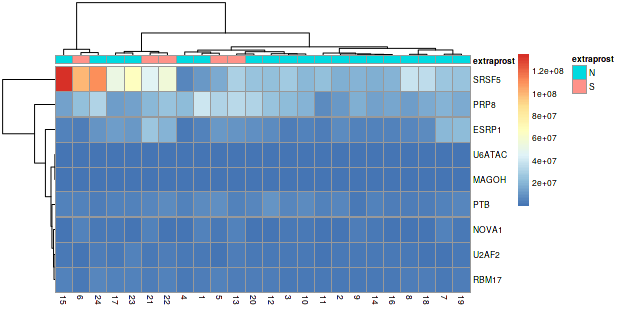 extraprost
SRSF5
PRP8
ESRP1
U6ATAC
MAGOH
PTB
NOVA1
U2AF2
RBM17
15 6 24 17 23 21 22 4 1 5 13 20 12 3 10 11 2 9 14 16 8 18 7 19
1.2e+08
1e+08
8e+07
6e+07
4e+07
2e+07
extraprost
N
S